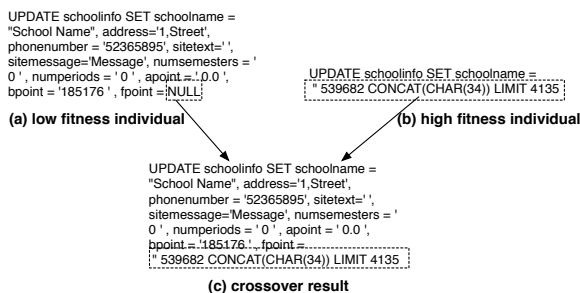 UPDATE schoolinfo SET schoolname =
"School Name", address='1,Street',
phonenumber = '52365895', sitetext=' ',
sitemessage='Message', numsemesters = '
0 ' , numperiods = ' 0 ' , apoint = ' 0.0 ',
bpoint = '185176 ' , fpoint = NULL
(a) low fitness individual
UPDATE schoolinfo SET schoolname =
" 539682 CONCAT(CHAR(34)) LIMIT 4135
(b) high fitness individual
UPDATE schoolinfo SET schoolname =
"School Name", address='1,Street',
phonenumber = '52365895', sitetext=' ',
sitemessage='Message', numsemesters = '
0 ' , numperiods = ' 0 ' , apoint = ' 0.0 ',
bpoint = '185176 ' , fpoint =
" 539682 CONCAT(CHAR(34)) LIMIT 4135
(c) crossover result